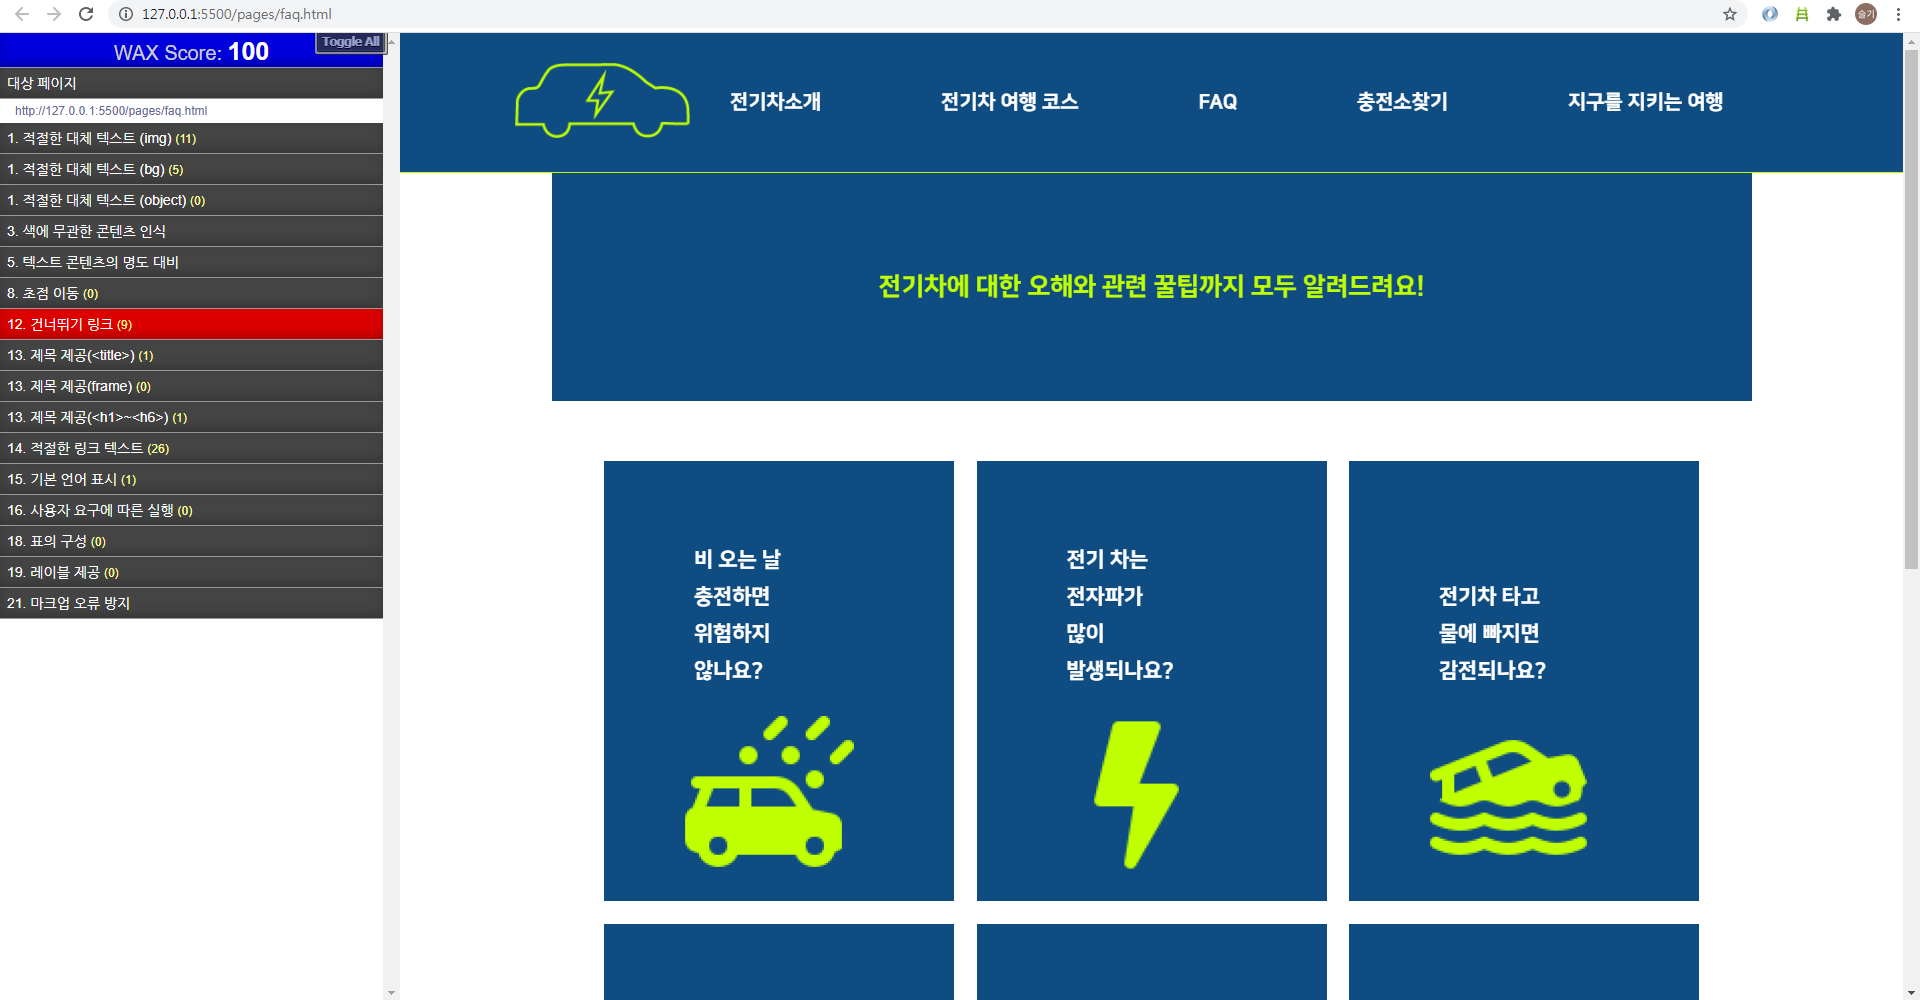 127.0.0.1:5500/pages/faq.html
슬기
WAX Score: 100
Toggle All
대상 페이지
http://127.0.0.1:5500/pages/faq.html
1. 적절한 대체 텍스트 (img) (11)
1. 적절한 대체 텍스트 (bg) (5)
1. 적절한 대체 텍스트 (object) (0)
3. 색에 무관한 콘텐츠 인식
5. 텍스트 콘텐츠의 명도 대비
8. 초점 이동 (0)
12. 건너뛰기 링크 (9)
13. 제목 제공(<title>) (1)
13. 제목 제공(frame) (0)
13. 제목 제공(<h1>~<h6>) (1)
14. 적절한 링크 텍스트 (26)
15. 기본 언어 표시 (1)
16. 사용자 요구에 따른 실행 (0)
18. 표의 구성 (0)
19. 레이블 제공 (0)
21. 마크업 오류 방지
전기차소개
전기차 여행 코스
FAQ
충전소찾기
지구를 지키는 여행
전기차에 대한 오해와 관련 꿀팁까지 모두 알려드려요!
비 오는 날
충전하면
위험하지
않나요?
전기 차는
전자파가
많이
발생되나요?
전기차 타고
물에 빠지면
감전되나요?